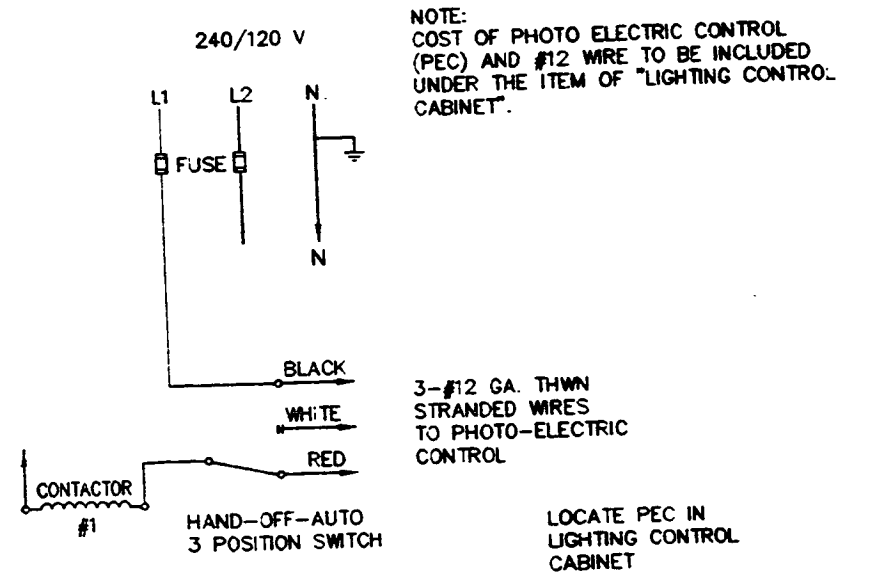 NOTE:
COST OF PHOTO ELECTRIC CONTROL
(PEC) AND #12 WIRE TO BE INCLUDED
UNDER THE ITEM OF "LIGHTING CONTROL
CABINET".
240/120 V
L1 L2 N
FUSE
N
BLACK
WHITE
RED
3-#12 GA. THWN
STRANDED WIRES
TO PHOTO-ELECTRIC
CONTROL
CONTACTOR
#1
HAND-OFF-AUTO
3 POSITION SWITCH
LOCATE PEC IN
LIGHTING CONTROL
CABINET